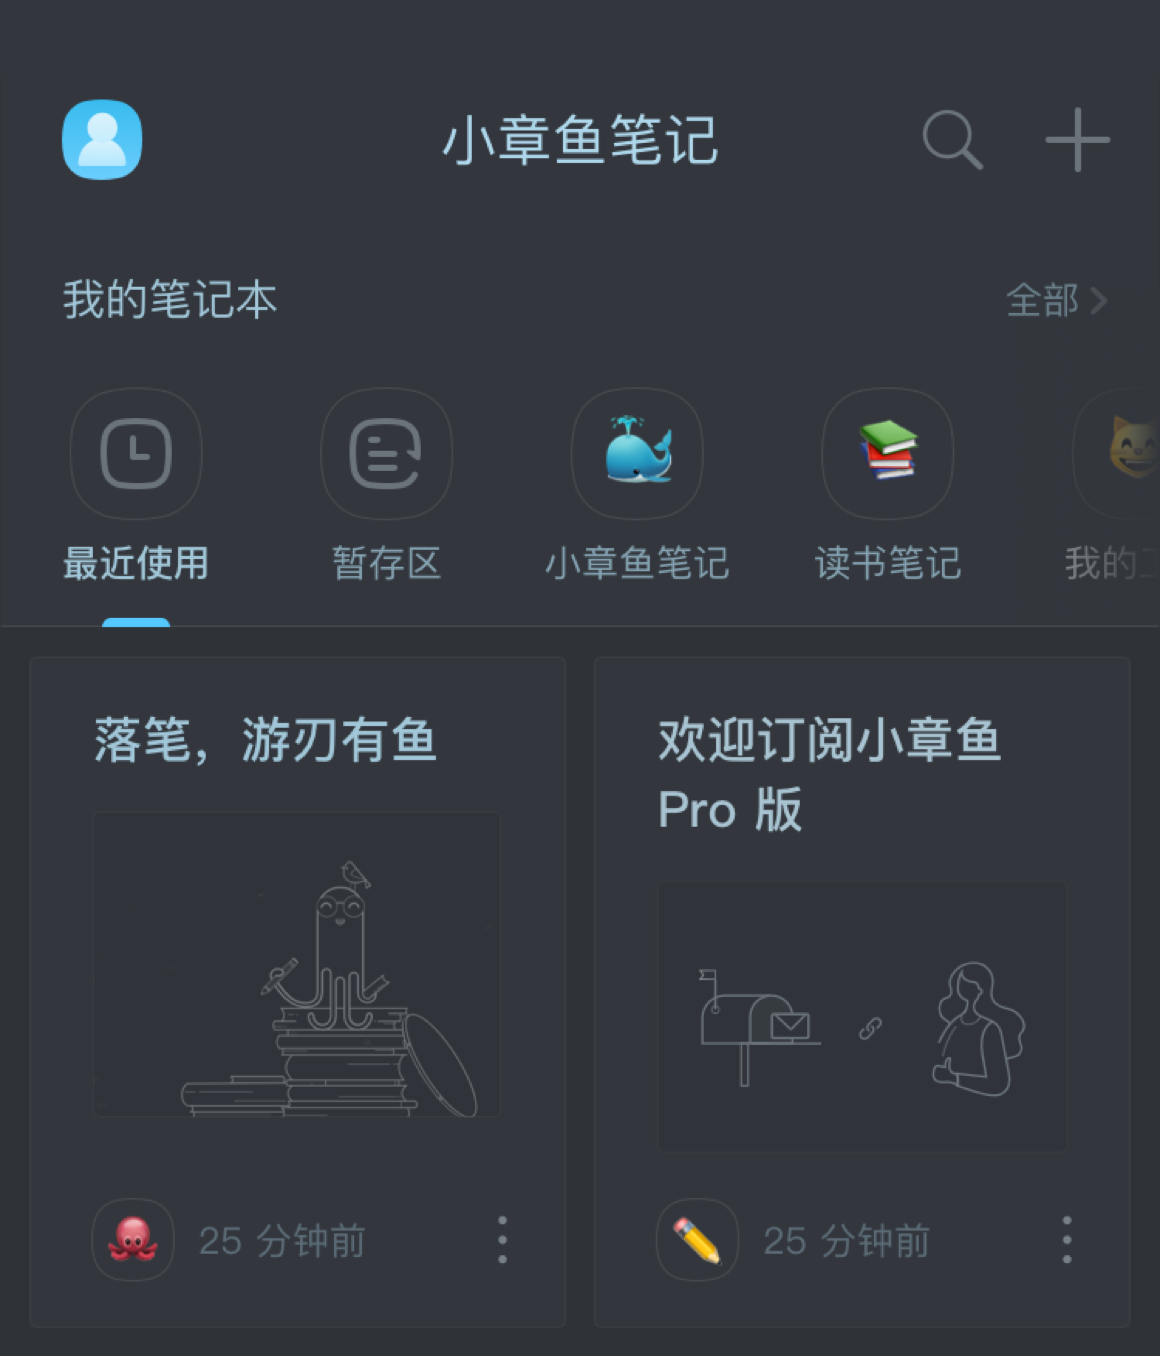 小章鱼笔记
我的笔记本
全部
最近使用
暂存区
小章鱼笔记
读书笔记
我的
落笔，游刃有鱼
欢迎订阅小章鱼
Pro 版
25 分钟前
25 分钟前